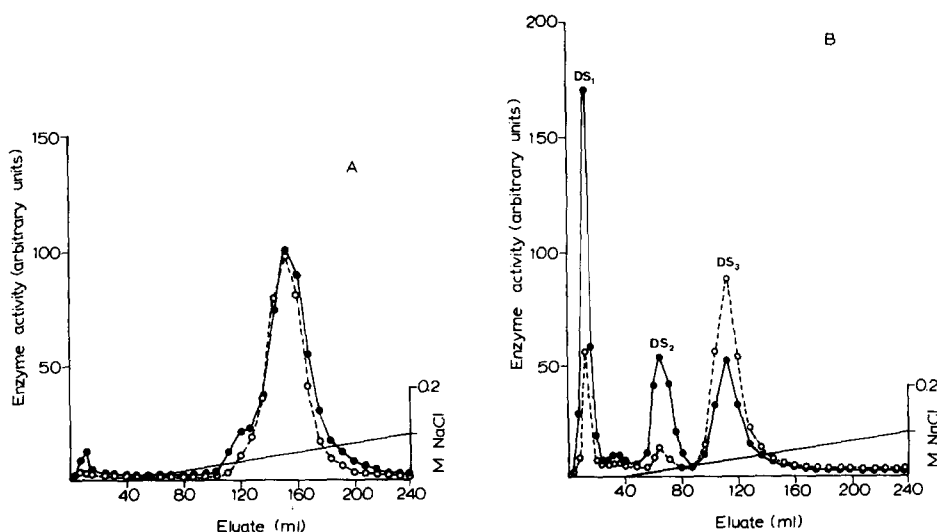 A
Enzyme activity (arbitrary units)
150
100
50
0.2
M NaCl
40
80
120
160
200
240
Eluate (ml)
B
Enzyme activity (arbitrary units)
200
150
100
50
DS₁
DS₂
DS₃
0.2
M NaCl
40
80
120
160
200
240
Eluate (ml)